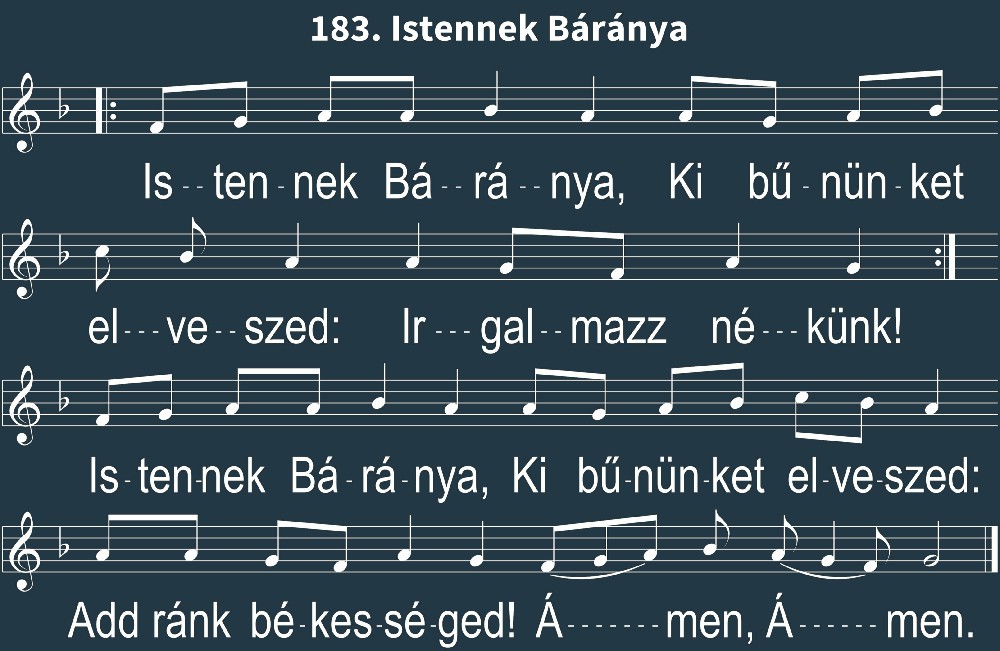 183. Istennek Báránya
Is - - ten - nek Bá - - rá - - nya, Ki bű - nün - ket
el - - - ve - - szed: Ir - - - gal - - mazz né - - - künk!
Is - ten-nek Bá - rá - nya, Ki bű-nün-ket el-ve-szed:
Add ránk bé-kes-sé-ged! Á - - - - - - - men, Á - - - - - - men.